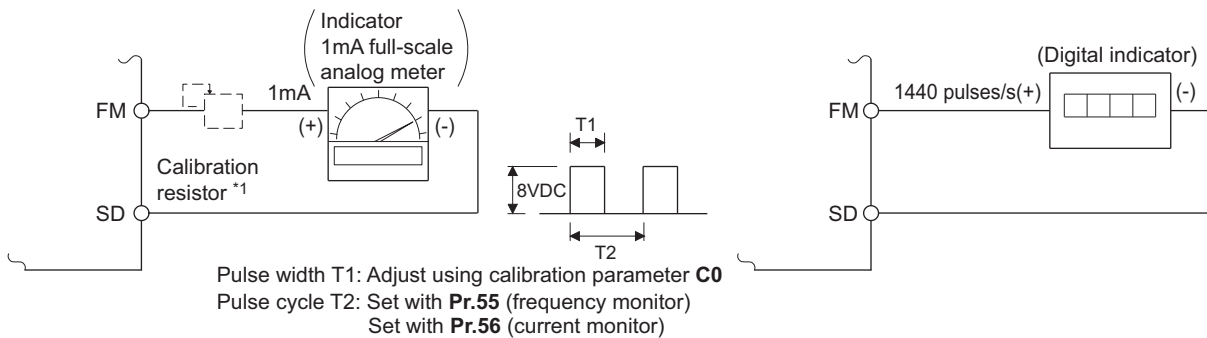 Indicator
1mA full-scale
analog meter
FM
1mA
(+)
(-)
Calibration
resistor *1
SD
T1
8VDC
T2
Pulse width T1: Adjust using calibration parameter C0
Pulse cycle T2: Set with Pr.55 (frequency monitor)
Set with Pr.56 (current monitor)
(Digital indicator)
FM
1440 pulses/s(+)
(-)
SD